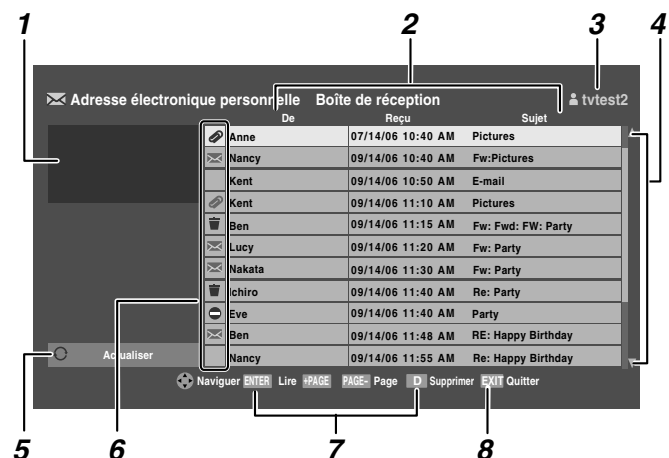 1 2 3 4
Adresse électronique personnelle Boîte de réception tvtest2
De Reçu Sujet
Anne 07/14/06 10:40 AM Pictures
Nancy 09/14/06 10:40 AM Fw:Pictures
Kent 09/14/06 10:50 AM E-mail
Kent 09/14/06 11:10 AM Pictures
Ben 09/14/06 11:15 AM Fw: Fwd: FW: Party
Lucy 09/14/06 11:20 AM Fw: Party
Nakata 09/14/06 11:30 AM Fw: Party
Ichiro 09/14/06 11:40 AM Re: Party
Eve 09/14/06 11:40 AM Party
Ben 09/14/06 11:48 AM RE: Happy Birthday
Actualiser
Nancy 09/14/06 11:55 AM Re: Happy Birthday
Naviguer ENTER Lire +PAGE PAGE- Page D Supprimer EXIT Quitter
5 6 7 8